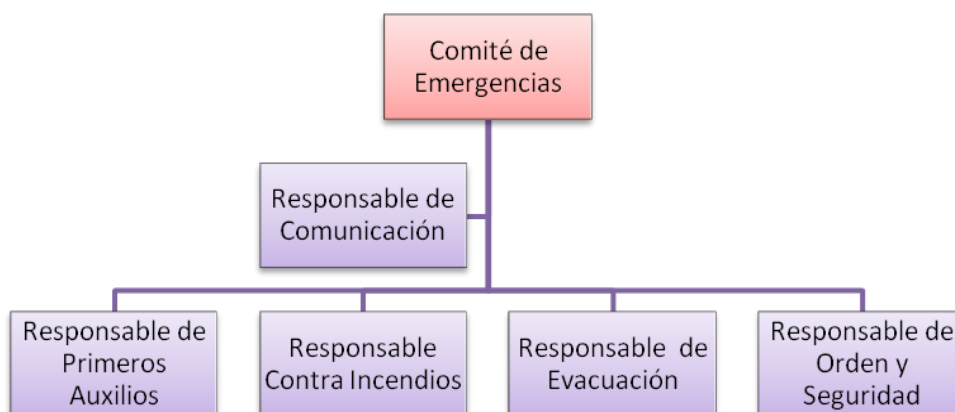 Comité de
Emergencias
Responsable de
Comunicación
Responsable de
Primeros
Auxilios
Responsable
Contra Incendios
Responsable de
Evacuación
Responsable de
Orden y
Seguridad